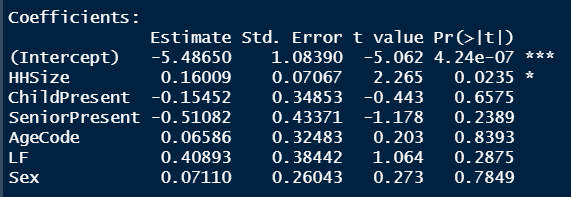 Coefficients:
Estimate Std. Error t value Pr(>|t|)
(Intercept) -5.48650 1.08390 -5.062 4.24e-07 ***
HHSize 0.16009 0.07067 2.265 0.0235 *
ChildPresent -0.15452 0.34853 -0.443 0.6575
SeniorPresent -0.51082 0.43371 -1.178 0.2389
AgeCode 0.06586 0.32483 0.203 0.8393
LF 0.40893 0.38442 1.064 0.2875
Sex 0.07110 0.26043 0.273 0.7849